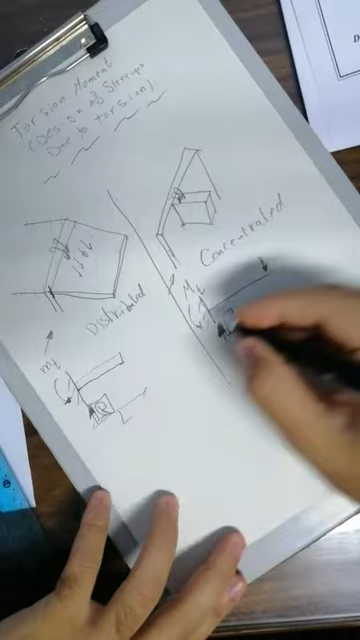 Torsion Moment
(Design of Stirrups
Due to torsion)
Distributed
mt
R
L
Concentrated
Mt